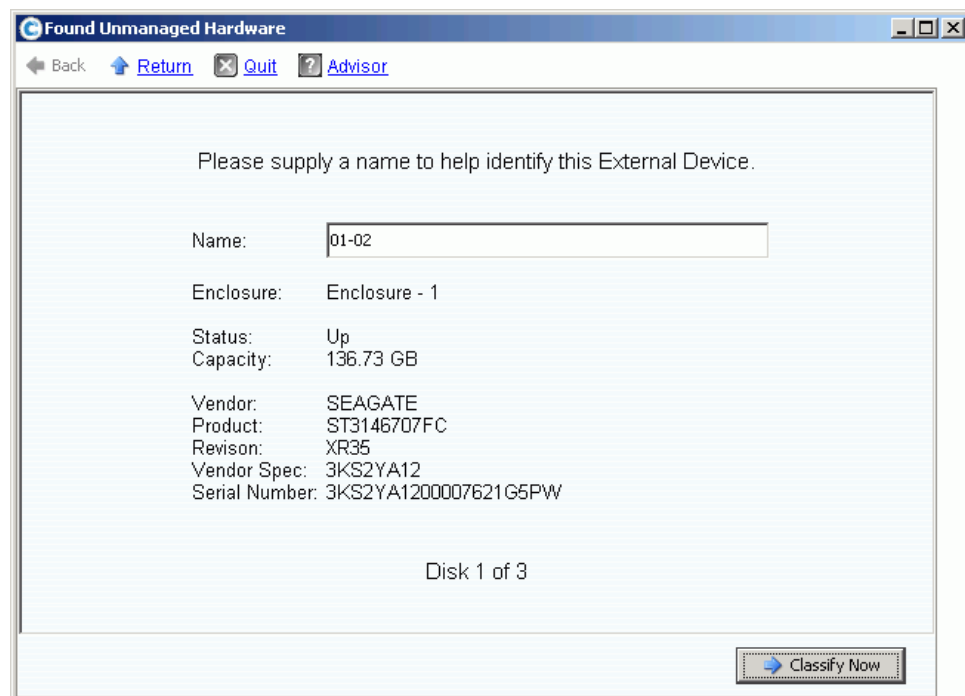 Found Unmanaged Hardware
Back Return Quit Advisor
Please supply a name to help identify this External Device.
Name: 01-02
Enclosure: Enclosure - 1
Status: Up
Capacity: 136.73 GB
Vendor: SEAGATE
Product: ST3146707FC
Revison: XR35
Vendor Spec: 3KS2YA12
Serial Number: 3KS2YA1200007621G5PW
Disk 1 of 3
Classify Now